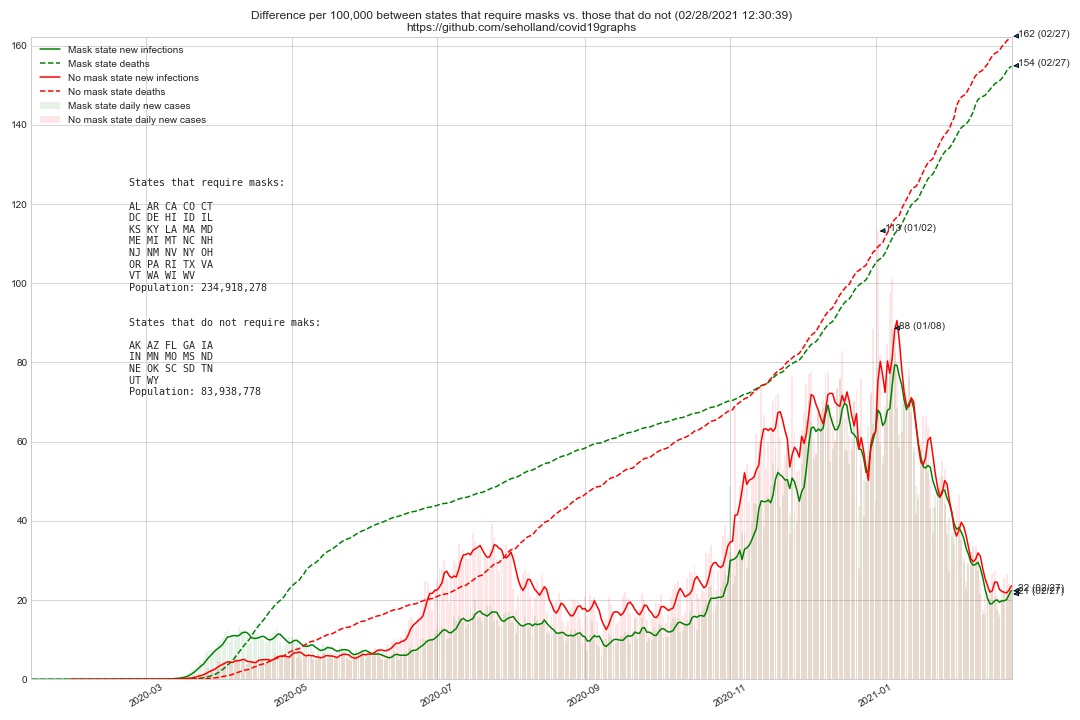 Difference per 100,000 between states that require masks vs. those that do not (02/28/2021 12:30:39)
https://github.com/seholland/covid19graphs
Mask state new infections
Mask state deaths
No mask state new infections
No mask state deaths
Mask state daily new cases
No mask state daily new cases
States that require masks:
AL AR CA CO CT
DC DE HI ID IL
KS KY LA MA MD
ME MI MT NC NH
NJ NM NV NY OH
OR PA RI TX VA
VT WA WI WV
Population: 234,918,278
States that do not require maks:
AK AZ FL GA IA
IN MN MO MS ND
NE OK SC SD TN
UT WY
Population: 83,938,778
162 (02/27)
154 (02/27)
113 (01/02)
88 (01/08)
22 (02/27)
21 (02/27)
160
140
120
100
80
60
40
20
0
2020-03
2020-05
2020-07
2020-09
2020-11
2021-01